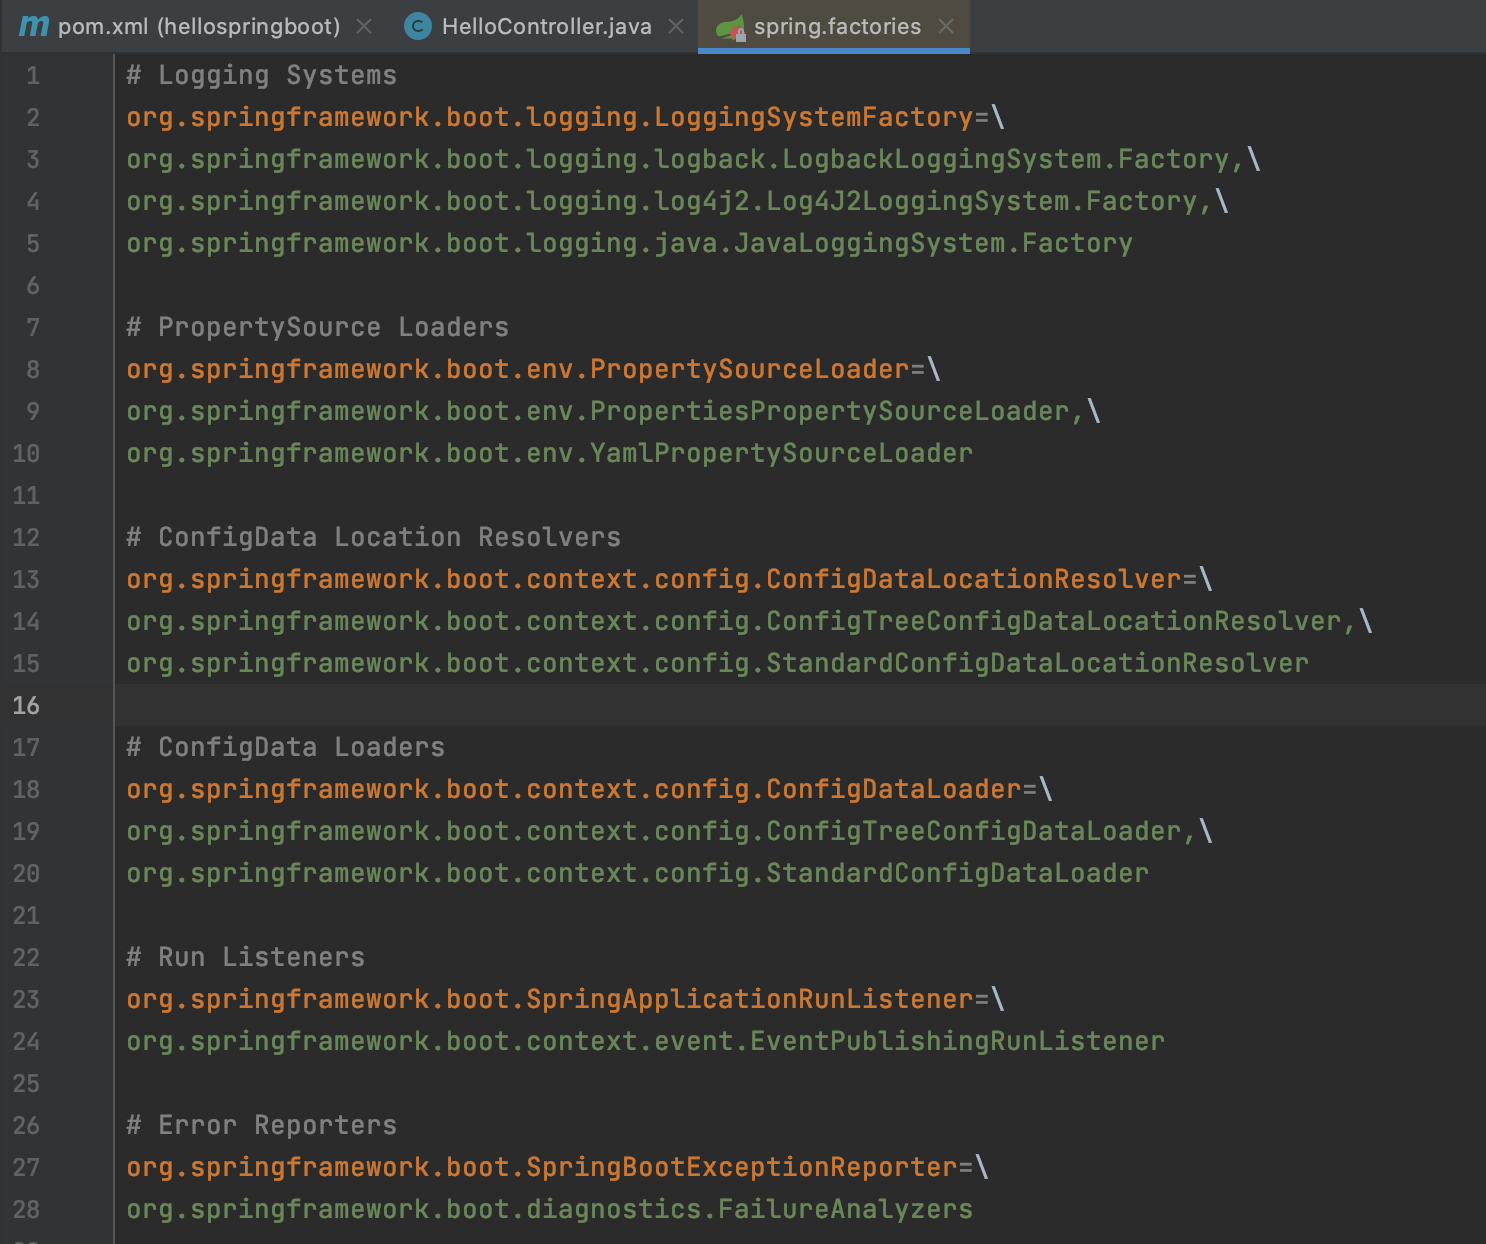 pom.xml (hellospringboot)
HelloController.java
spring.factories
1 # Logging Systems
2 org.springframework.boot.logging.LoggingSystemFactory=\
3 org.springframework.boot.logging.logback.LogbackLoggingSystem.Factory,\
4 org.springframework.boot.logging.log4j2.Log4J2LoggingSystem.Factory,\
5 org.springframework.boot.logging.java.JavaLoggingSystem.Factory
6
7 # PropertySource Loaders
8 org.springframework.boot.env.PropertySourceLoader=\
9 org.springframework.boot.env.PropertiesPropertySourceLoader,\
10 org.springframework.boot.env.YamlPropertySourceLoader
11
12 # ConfigData Location Resolvers
13 org.springframework.boot.context.config.ConfigDataLocationResolver=\
14 org.springframework.boot.context.config.ConfigTreeConfigDataLocationResolver,\
15 org.springframework.boot.context.config.StandardConfigDataLocationResolver
16
17 # ConfigData Loaders
18 org.springframework.boot.context.config.ConfigDataLoader=\
19 org.springframework.boot.context.config.ConfigTreeConfigDataLoader,\
20 org.springframework.boot.context.config.StandardConfigDataLoader
21
22 # Run Listeners
23 org.springframework.boot.SpringApplicationRunListener=\
24 org.springframework.boot.context.event.EventPublishingRunListener
25
26 # Error Reporters
27 org.springframework.boot.SpringBootExceptionReporter=\
28 org.springframework.boot.diagnostics.FailureAnalyzers